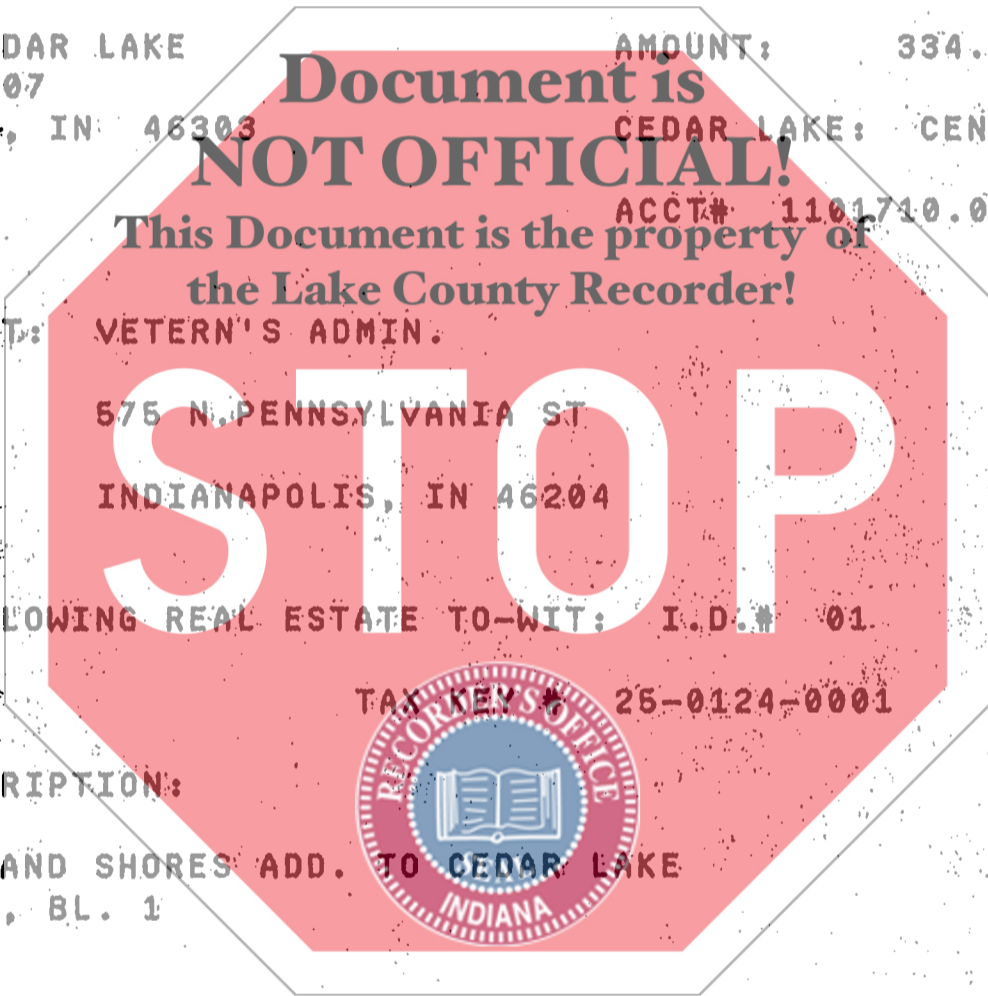 DAR LAKE AMOUNT: 334.
07
, IN 46303 CEDAR LAKE: CEN
ACCT# 1101710.0
Document is
NOT OFFICIAL!
This Document is the property of
the Lake County Recorder!
T: VETERN'S ADMIN.
575 N.PENNSYLVANIA ST
INDIANAPOLIS, IN 46204
STOP
LOWING REAL ESTATE TO-WIT: I.D.# 01
TAX KEY # 25-0124-0001
RECORDER'S OFFICE
SEAL
INDIANA
RIPTION:
AND SHORES ADD. TO CEDAR LAKE
, BL. 1